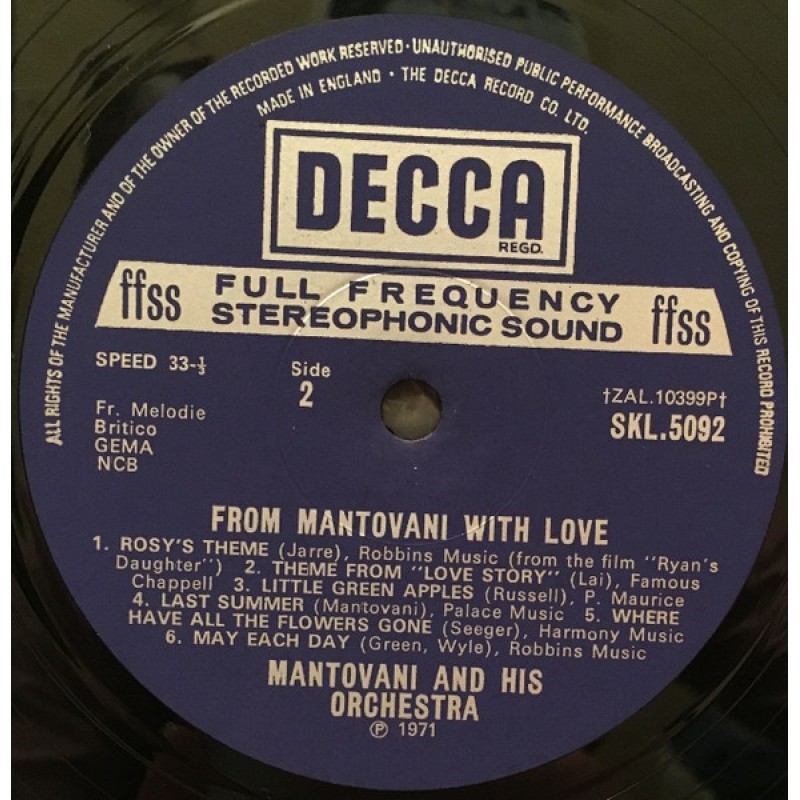 ALL RIGHTS OF THE MANUFACTURER AND OF THE OWNER OF THE RECORDED WORK RESERVED · UNAUTHORISED PUBLIC PERFORMANCE BROADCASTING AND COPYING OF THIS RECORD PROHIBITED
MADE IN ENGLAND · THE DECCA RECORD CO. LTD.
DECCA
REGD.
ffss FULL FREQUENCY ffss
STEREOPHONIC SOUND
SPEED 33-⅓
Side
2
†ZAL.10399P†
SKL.5092
Fr. Melodie
Britico
GEMA
NCB
FROM MANTOVANI WITH LOVE
1. ROSY'S THEME (Jarre), Robbins Music (from the film "Ryan's
Daughter") 2. THEME FROM "LOVE STORY" (Lai), Famous
Chappell 3. LITTLE GREEN APPLES (Russell), P. Maurice
4. LAST SUMMER (Mantovani), Palace Music 5. WHERE
HAVE ALL THE FLOWERS GONE (Seeger), Harmony Music
6. MAY EACH DAY (Green, Wyle), Robbins Music
MANTOVANI AND HIS
ORCHESTRA
℗ 1971